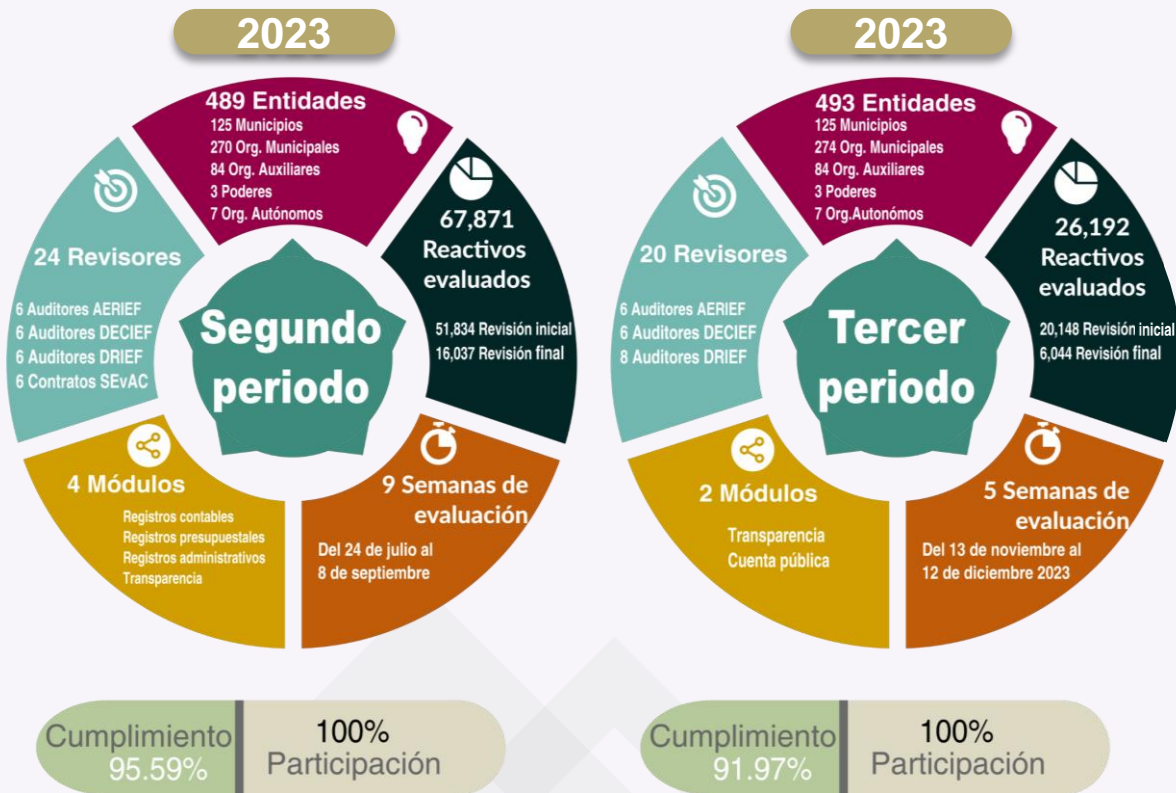 2023
489 Entidades
125 Municipios
270 Org. Municipales
84 Org. Auxiliares
3 Poderes
7 Org. Autónomos
67,871
Reactivos
evaluados
51,834 Revisión inicial
16,037 Revisión final
24 Revisores
6 Auditores AERIEF
6 Auditores DECIEF
6 Auditores DRIEF
6 Contratos SEvAC
Segundo
periodo
4 Módulos
Registros contables
Registros presupuestales
Registros administrativos
Transparencia
9 Semanas de
evaluación
Del 24 de julio al
8 de septiembre
Cumplimiento
95.59%
100%
Participación
2023
493 Entidades
125 Municipios
274 Org. Municipales
84 Org. Auxiliares
3 Poderes
7 Org.Autonómos
26,192
Reactivos
evaluados
20,148 Revisión inicial
6,044 Revisión final
20 Revisores
6 Auditores AERIEF
6 Auditores DECIEF
8 Auditores DRIEF
Tercer
periodo
2 Módulos
Transparencia
Cuenta pública
5 Semanas de
evaluación
Del 13 de noviembre al
12 de diciembre 2023
Cumplimiento
91.97%
100%
Participación